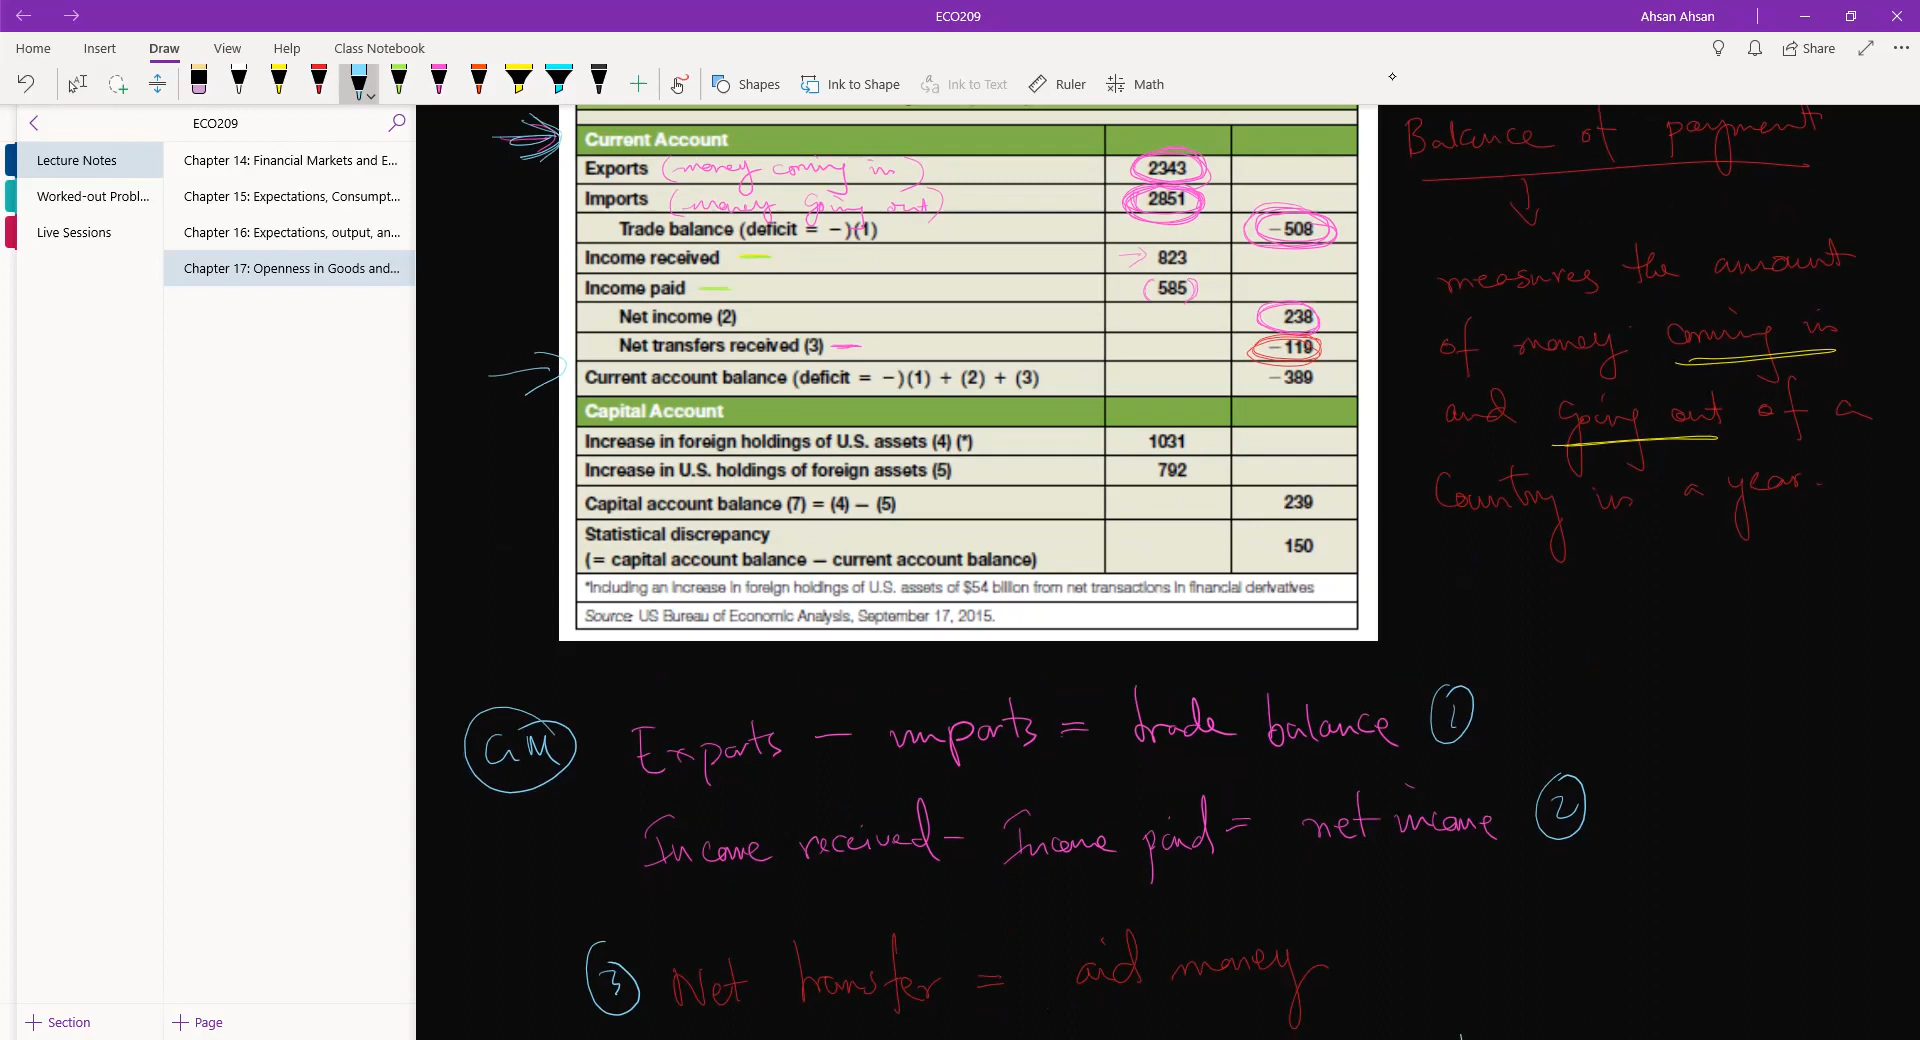 ECO209
Ahsan Ahsan
Home Insert Draw View Help Class Notebook
Share
Shapes Ink to Shape Ink to Text Ruler Math
ECO209
Lecture Notes
Worked-out Probl...
Live Sessions
Chapter 14: Financial Markets and E...
Chapter 15: Expectations, Consumpt...
Chapter 16: Expectations, output, an...
Chapter 17: Openness in Goods and...
Current Account
Exports (money coming in) 2343
Imports (money going out) 2851
Trade balance (deficit = −)(1) −508
Income received 823
Income paid (585)
Net income (2) 238
Net transfers received (3) −119
Current account balance (deficit = −)(1) + (2) + (3) −389
Capital Account
Increase in foreign holdings of U.S. assets (4) (*) 1031
Increase in U.S. holdings of foreign assets (5) 792
Capital account balance (7) = (4) − (5) 239
Statistical discrepancy
(= capital account balance − current account balance) 150
*Including an increase in foreign holdings of U.S. assets of $54 billion from net transactions in financial derivatives
Source: US Bureau of Economic Analysis, September 17, 2015.
Balance of payment
measures the amount
of money coming in
and going out of a
Country in a year.
Exports − imports = trade balance 1
Income received − Income paid = net income 2
3 Net transfer = aid money
Section
Page